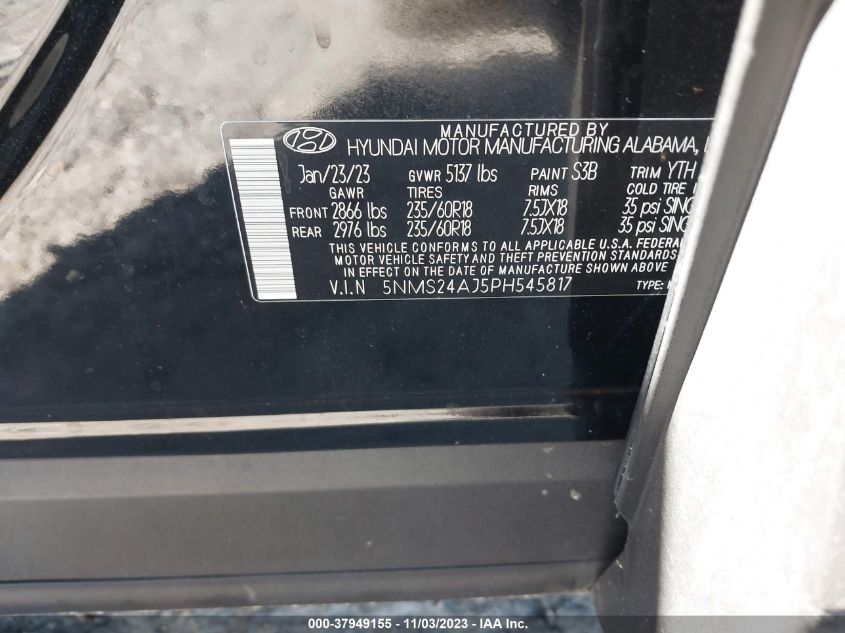 MANUFACTURED BY
HYUNDAI MOTOR MANUFACTURING ALABAMA,
Jan/23/23 GVWR 5137 lbs PAINT S3B TRIM YTH
GAWR TIRES RIMS COLD TIRE
FRONT 2866 lbs 235/60R18 7.5JX18 35 psi SING
REAR 2976 lbs 235/60R18 7.5JX18 35 psi SING
THIS VEHICLE CONFORMS TO ALL APPLICABLE U.S.A. FEDERA
MOTOR VEHICLE SAFETY AND THEFT PREVENTION STANDARDS
IN EFFECT ON THE DATE OF MANUFACTURE SHOWN ABOVE
V.I.N 5NMS24AJ5PH545817 TYPE:
000-37949155 - 11/03/2023 - © IAA Inc.